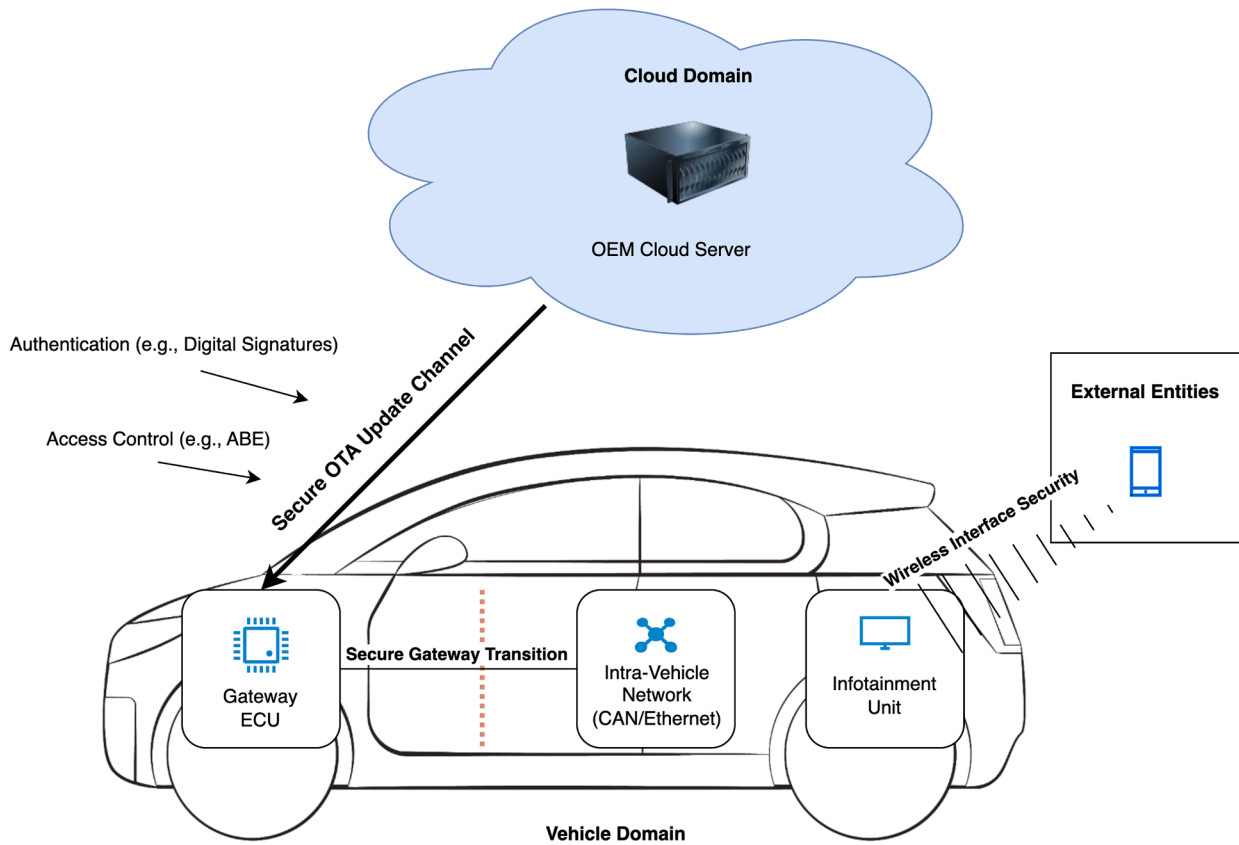 Cloud Domain
OEM Cloud Server
Authentication (e.g., Digital Signatures)
Access Control (e.g., ABE)
Secure OTA Update Channel
External Entities
Wireless Interface Security
Gateway
ECU
Secure Gateway Transition
Intra-Vehicle
Network
(CAN/Ethernet)
Infotainment
Unit
Vehicle Domain